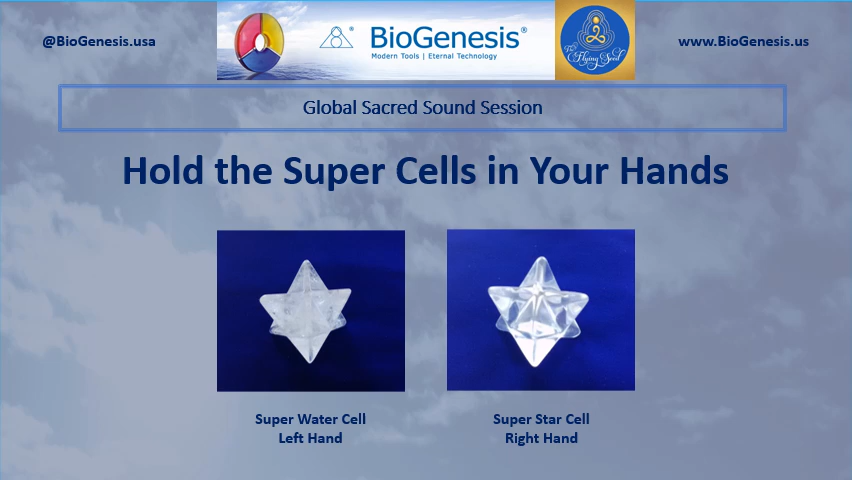 @BioGenesis.usa
BioGenesis®
Modern Tools | Eternal Technology
®
The Flying Seed
www.BioGenesis.us
Global Sacred Sound Session
Hold the Super Cells in Your Hands
Super Water Cell
Left Hand
Super Star Cell
Right Hand